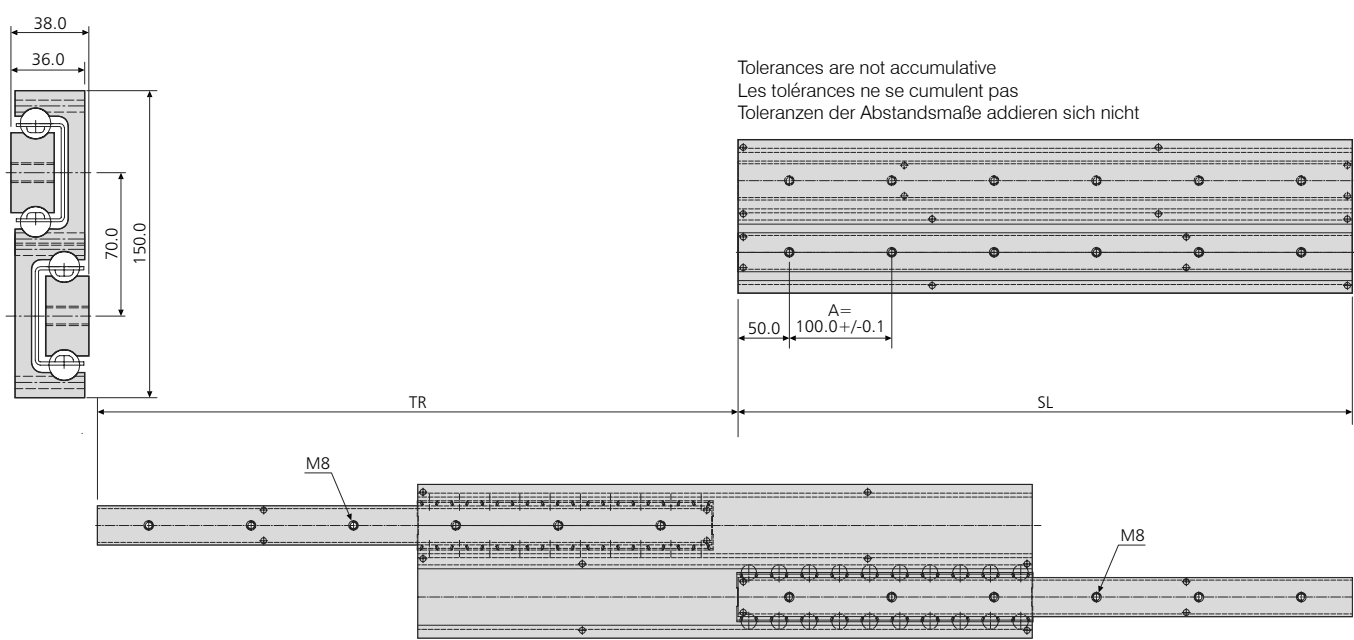 38.0
36.0
Tolerances are not accumulative
Les tolérances ne se cumulent pas
Toleranzen der Abstandsmaße addieren sich nicht
70.0
150.0
A=
50.0
100.0+/-0.1
TR
SL
M8
M8